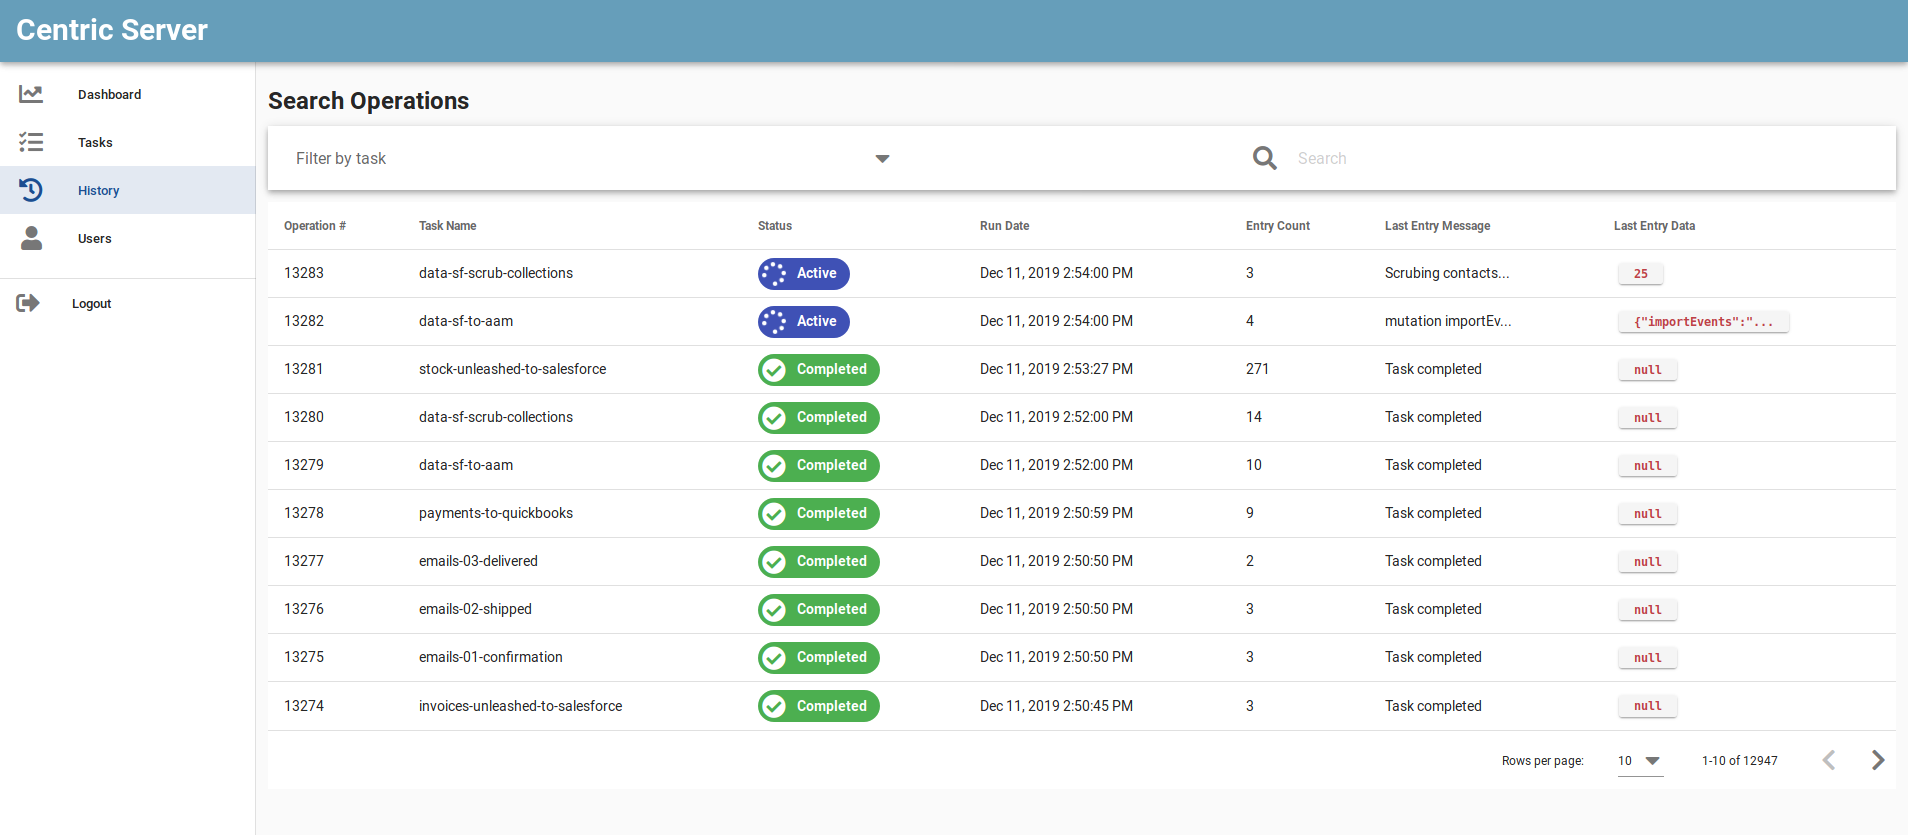 Centric Server
Dashboard
Tasks
History
Users
Logout
Search Operations
Filter by task Search
Operation # Task Name Status Run Date Entry Count Last Entry Message Last Entry Data
13283 data-sf-scrub-collections Active Dec 11, 2019 2:54:00 PM 3 Scrubing contacts... 25
13282 data-sf-to-aam Active Dec 11, 2019 2:54:00 PM 4 mutation importEv... {"importEvents":"...
13281 stock-unleashed-to-salesforce Completed Dec 11, 2019 2:53:27 PM 271 Task completed null
13280 data-sf-scrub-collections Completed Dec 11, 2019 2:52:00 PM 14 Task completed null
13279 data-sf-to-aam Completed Dec 11, 2019 2:52:00 PM 10 Task completed null
13278 payments-to-quickbooks Completed Dec 11, 2019 2:50:59 PM 9 Task completed null
13277 emails-03-delivered Completed Dec 11, 2019 2:50:50 PM 2 Task completed null
13276 emails-02-shipped Completed Dec 11, 2019 2:50:50 PM 3 Task completed null
13275 emails-01-confirmation Completed Dec 11, 2019 2:50:50 PM 3 Task completed null
13274 invoices-unleashed-to-salesforce Completed Dec 11, 2019 2:50:45 PM 3 Task completed null
Rows per page: 10 1-10 of 12947